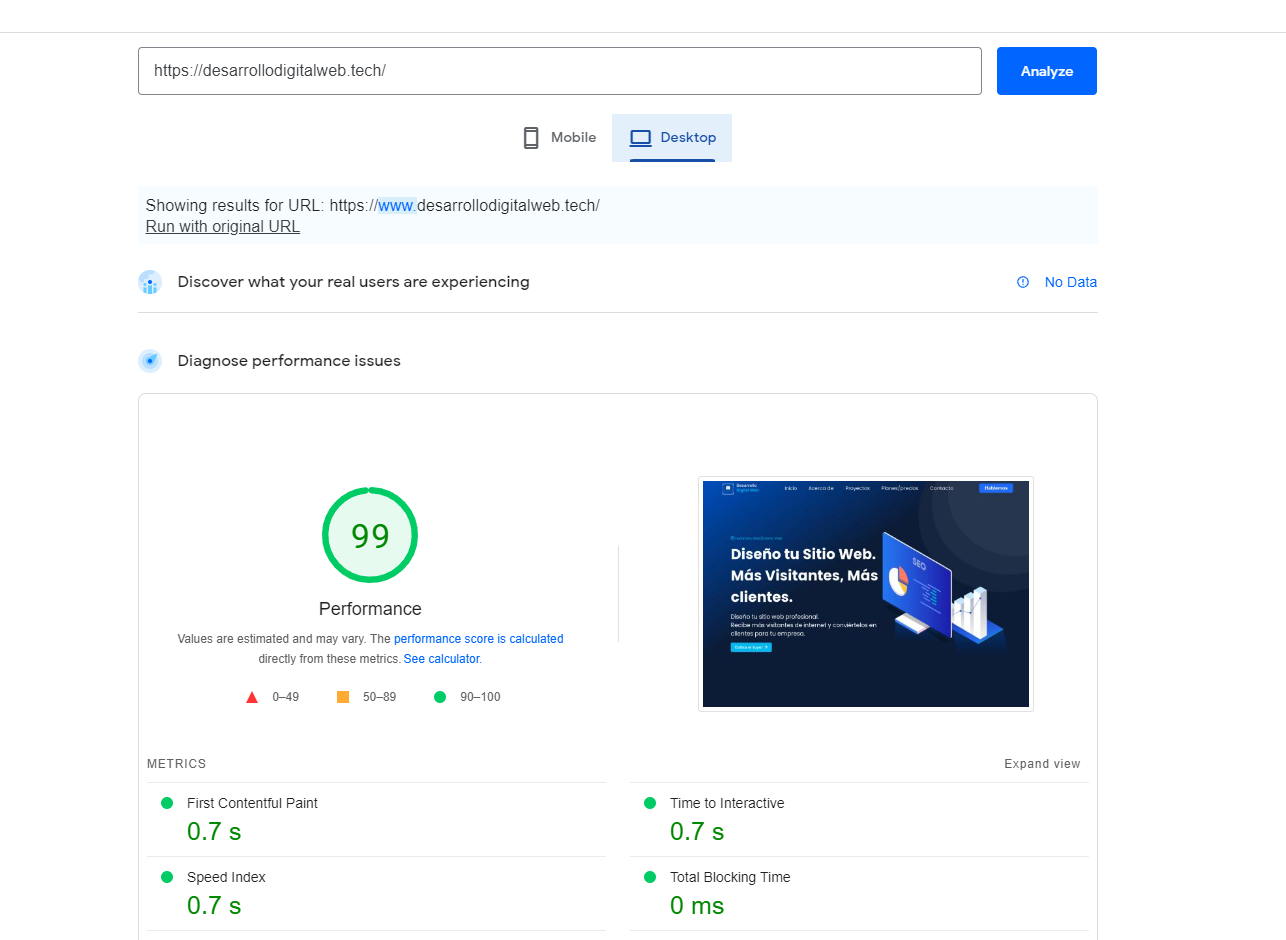 https://desarrollodigitalweb.tech/
Analyze
Mobile
Desktop
Showing results for URL: https://www.desarrollodigitalweb.tech/
Run with original URL
Discover what your real users are experiencing
No Data
Diagnose performance issues
99
Performance
Values are estimated and may vary. The performance score is calculated
directly from these metrics. See calculator.
0–49
50–89
90–100
Desarrollo
Digital Web
Inicio Acerca de Proyectos Planes/precios Contacto
Hablemos
Diseño tu Sitio Web.
Más Visitantes, Más
clientes.
SEO
Diseño tu sitio web profesional.
Recibe más visitantes de internet y conviértelos en
clientes para tu empresa.
METRICS
Expand view
First Contentful Paint
0.7 s
Time to Interactive
0.7 s
Speed Index
0.7 s
Total Blocking Time
0 ms